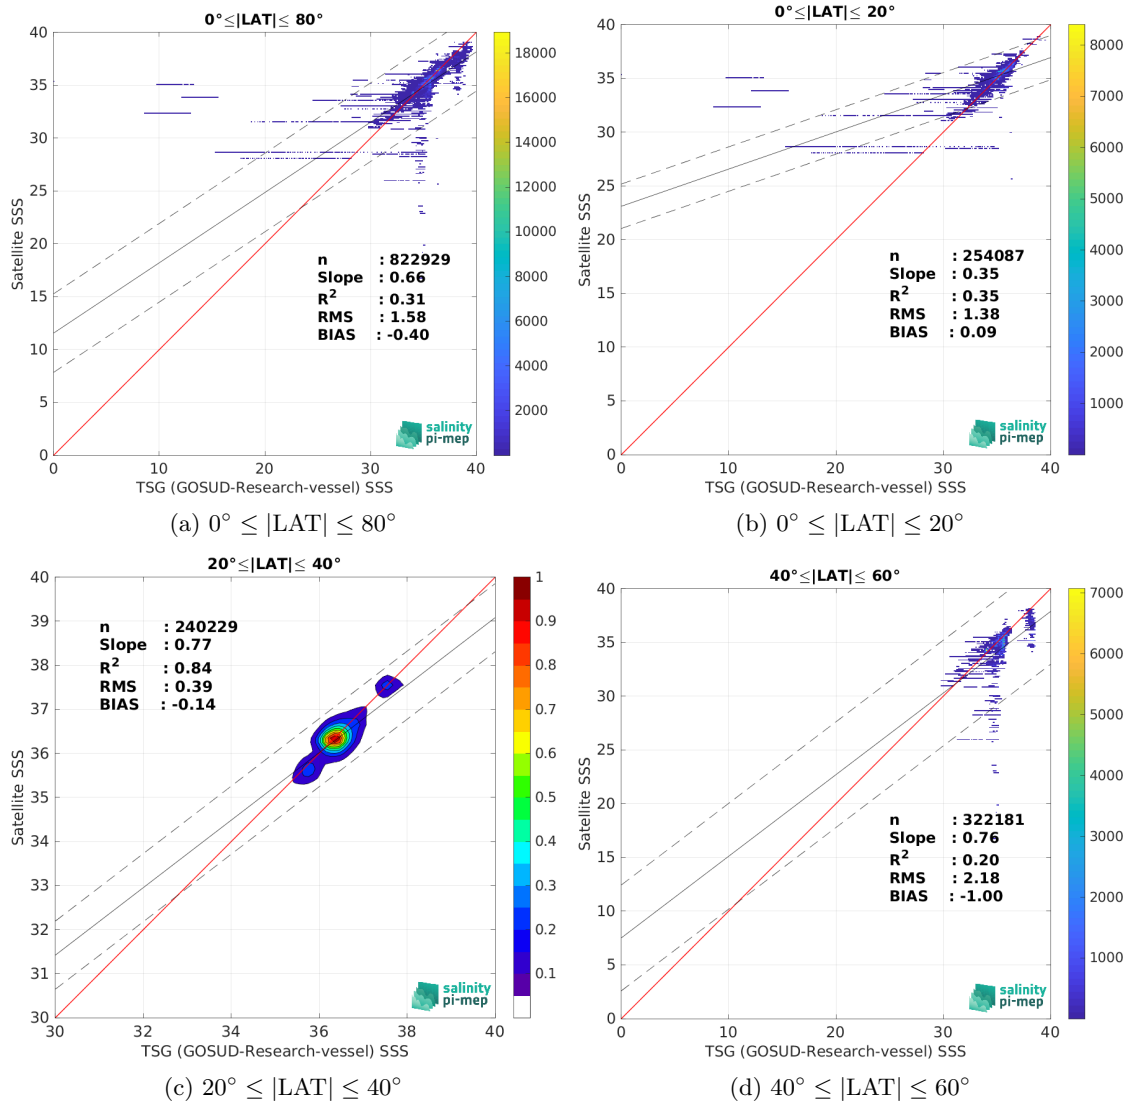 0°≤|LAT|≤ 80°
Satellite SSS
40
35
30
25
20
15
10
5
0
0
10
20
30
40
TSG (GOSUD-Research-vessel) SSS
n : 822929
Slope : 0.66
R² : 0.31
RMS : 1.58
BIAS : -0.40
salinity
pi-mep
18000
16000
14000
12000
10000
8000
6000
4000
2000
(a) 0° ≤ |LAT| ≤ 80°
0°≤|LAT|≤ 20°
Satellite SSS
40
35
30
25
20
15
10
5
0
0
10
20
30
40
TSG (GOSUD-Research-vessel) SSS
n : 254087
Slope : 0.35
R² : 0.35
RMS : 1.38
BIAS : 0.09
salinity
pi-mep
8000
7000
6000
5000
4000
3000
2000
1000
(b) 0° ≤ |LAT| ≤ 20°
20°≤|LAT|≤ 40°
Satellite SSS
40
39
38
37
36
35
34
33
32
31
30
30
32
34
36
38
40
TSG (GOSUD-Research-vessel) SSS
n : 240229
Slope : 0.77
R² : 0.84
RMS : 0.39
BIAS : -0.14
salinity
pi-mep
1
0.9
0.8
0.7
0.6
0.5
0.4
0.3
0.2
0.1
(c) 20° ≤ |LAT| ≤ 40°
40°≤|LAT|≤ 60°
Satellite SSS
40
35
30
25
20
15
10
5
0
0
10
20
30
40
TSG (GOSUD-Research-vessel) SSS
n : 322181
Slope : 0.76
R² : 0.20
RMS : 2.18
BIAS : -1.00
salinity
pi-mep
7000
6000
5000
4000
3000
2000
1000
(d) 40° ≤ |LAT| ≤ 60°